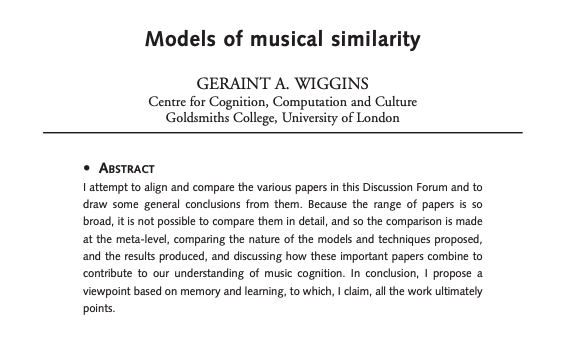 Models of musical similarity
GERAINT A. WIGGINS
Centre for Cognition, Computation and Culture
Goldsmiths College, University of London
• ABSTRACT
I attempt to align and compare the various papers in this Discussion Forum and to
draw some general conclusions from them. Because the range of papers is so
broad, it is not possible to compare them in detail, and so the comparison is made
at the meta-level, comparing the nature of the models and techniques proposed,
and the results produced, and discussing how these important papers combine to
contribute to our understanding of music cognition. In conclusion, I propose a
viewpoint based on memory and learning, to which, I claim, all the work ultimately
points.